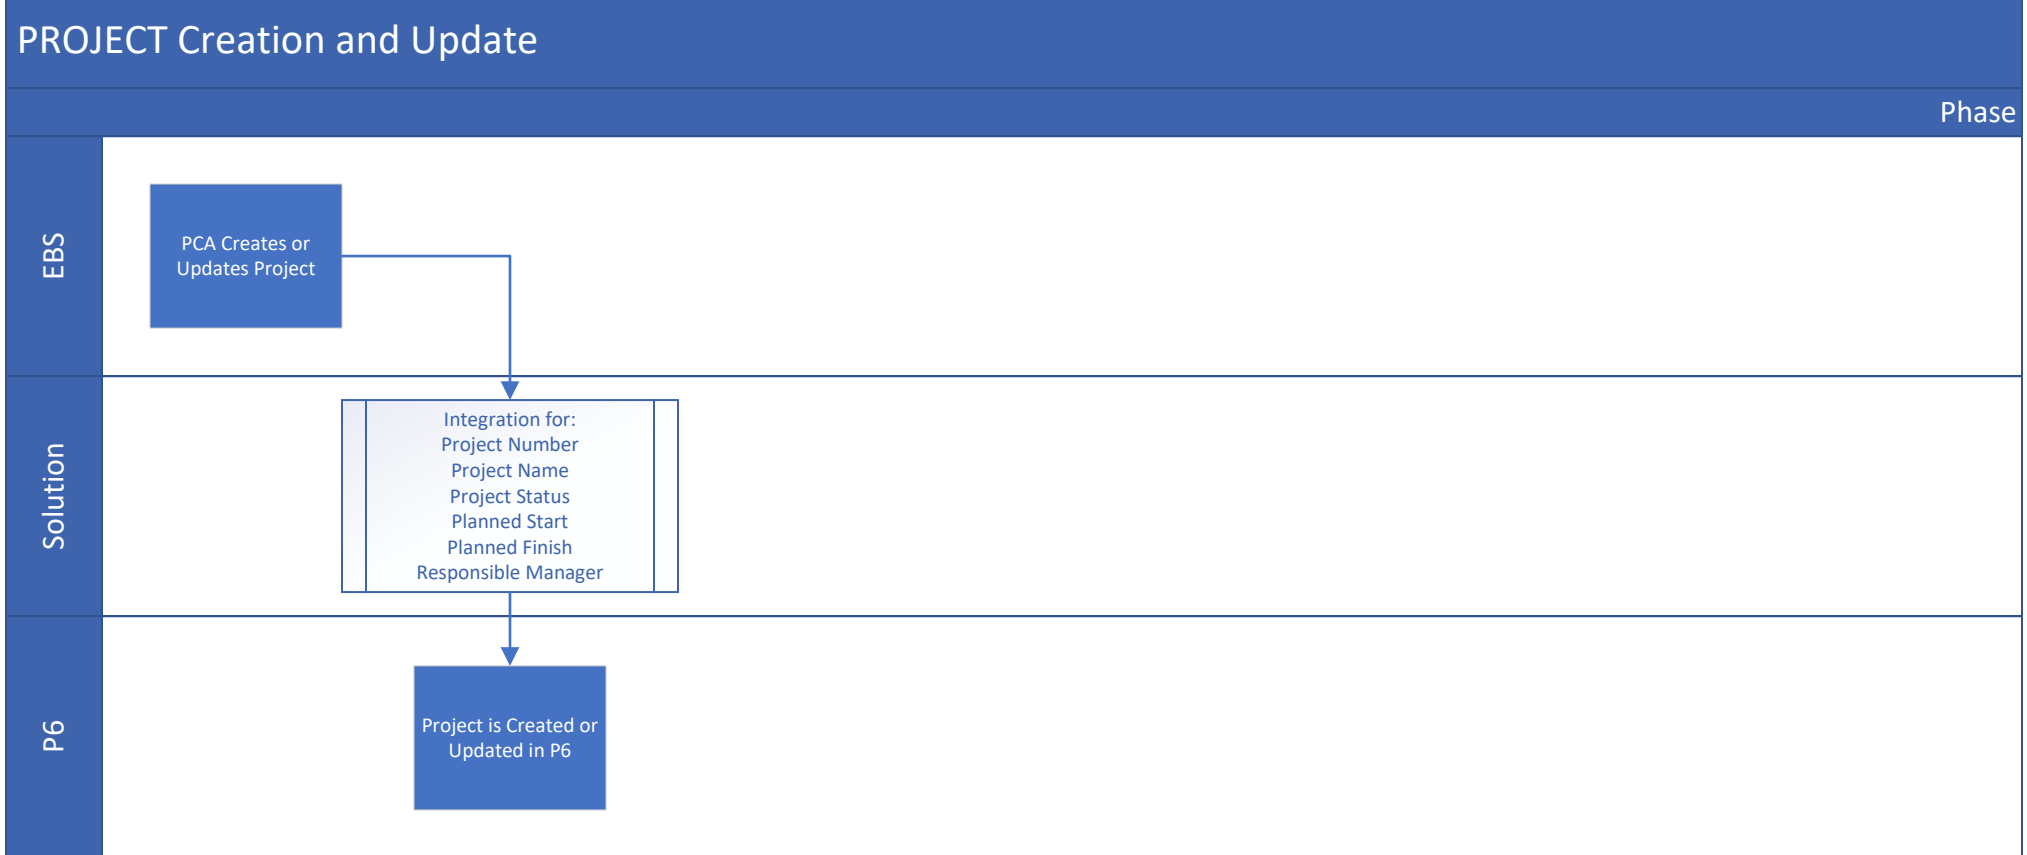 PROJECT Creation and Update
Phase
EBS
PCA Creates or
Updates Project
Solution
Integration for:
Project Number
Project Name
Project Status
Planned Start
Planned Finish
Responsible Manager
P6
Project is Created or
Updated in P6